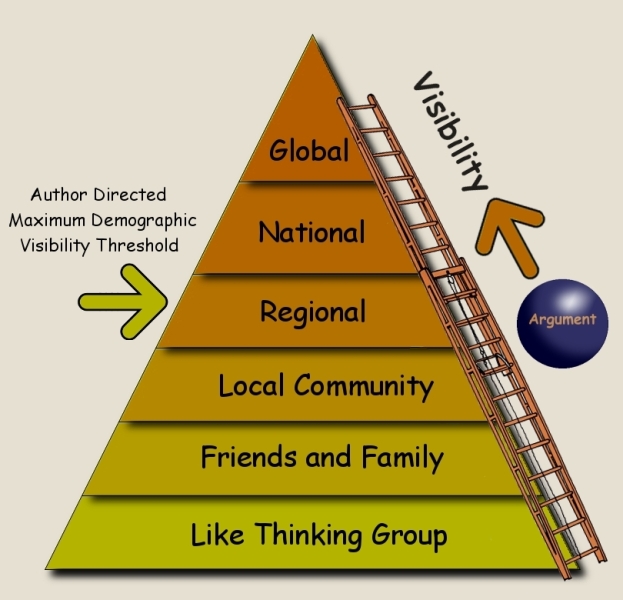 Visibility
Global
Author Directed
Maximum Demographic
Visibility Threshold
National
Regional
Argument
Local Community
Friends and Family
Like Thinking Group